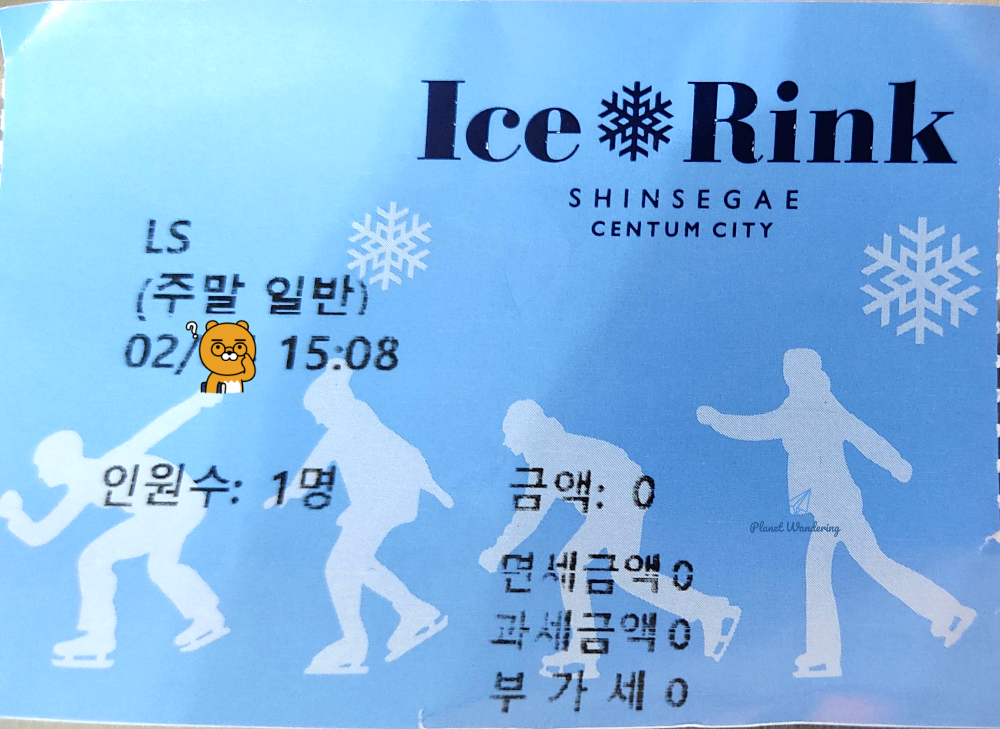 Ice Rink
SHINSEGAE
CENTUM CITY
LS
(주말 일반)
02/ 15:08
?
인원수: 1명
금액: 0
Planet Wandering
면세금액 0
과세금액 0
부가세 0